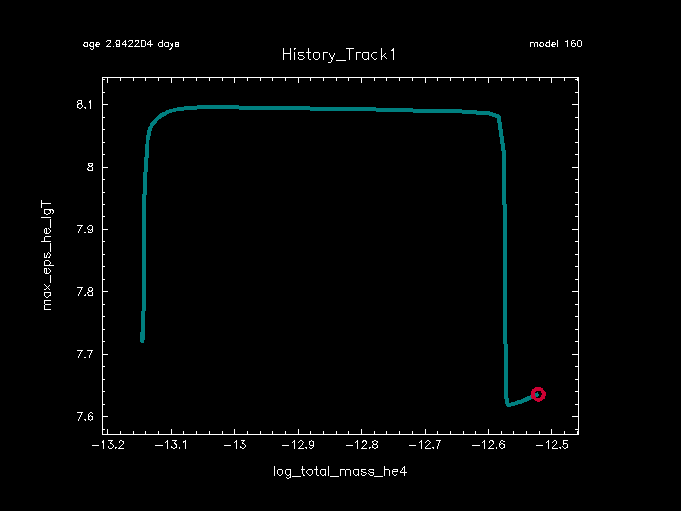 age 2.942204 days
model 160
History_Track1
max_eps_he_lgT
8.1
8
7.9
7.8
7.7
7.6
−13.2 −13.1 −13 −12.9 −12.8 −12.7 −12.6 −12.5
log_total_mass_he4